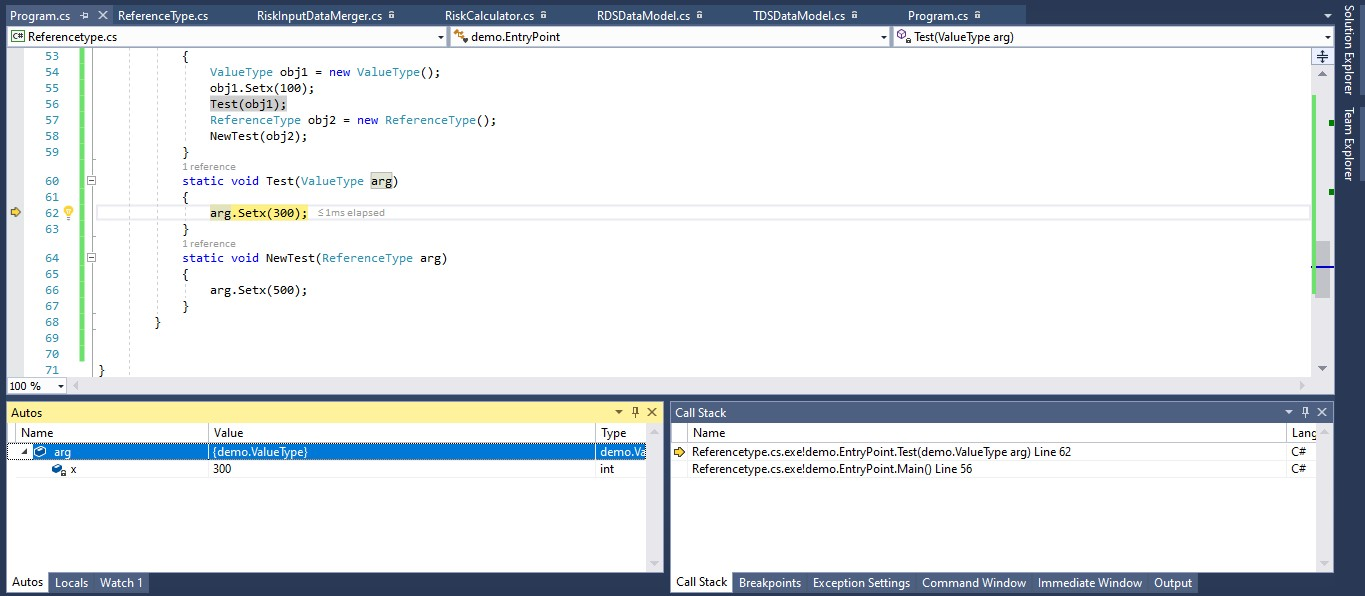 Program.cs
ReferenceType.cs
RiskInputDataMerger.cs
RiskCalculator.cs
RDSDataModel.cs
TDSDataModel.cs
Program.cs
C# Referencetype.cs
demo.EntryPoint
Test(ValueType arg)
53 {
54 ValueType obj1 = new ValueType();
55 obj1.Setx(100);
56 Test(obj1);
57 ReferenceType obj2 = new ReferenceType();
58 NewTest(obj2);
59 }
1 reference
60 static void Test(ValueType arg)
61 {
62 arg.Setx(300); ≤1ms elapsed
63 }
1 reference
64 static void NewTest(ReferenceType arg)
65 {
66 arg.Setx(500);
67 }
68 }
69
70
71 }
100 %
Solution Explorer
Team Explorer
Autos
Name Value Type
arg {demo.ValueType} demo.Va
x 300 int
Autos Locals Watch 1
Call Stack
Name Lang
Referencetype.cs.exe!demo.EntryPoint.Test(demo.ValueType arg) Line 62 C#
Referencetype.cs.exe!demo.EntryPoint.Main() Line 56 C#
Call Stack Breakpoints Exception Settings Command Window Immediate Window Output